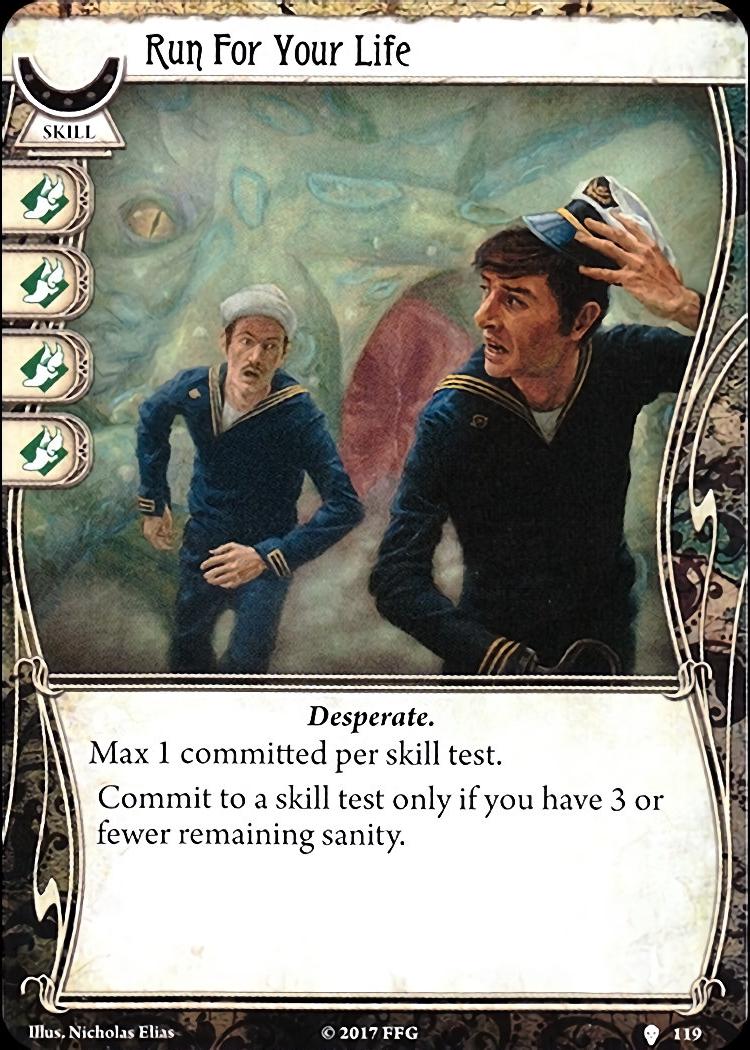 Run For Your Life
SKILL
Desperate.
Max 1 committed per skill test.
Commit to a skill test only if you have 3 or
fewer remaining sanity.
Illus. Nicholas Elias
© 2017 FFG
119